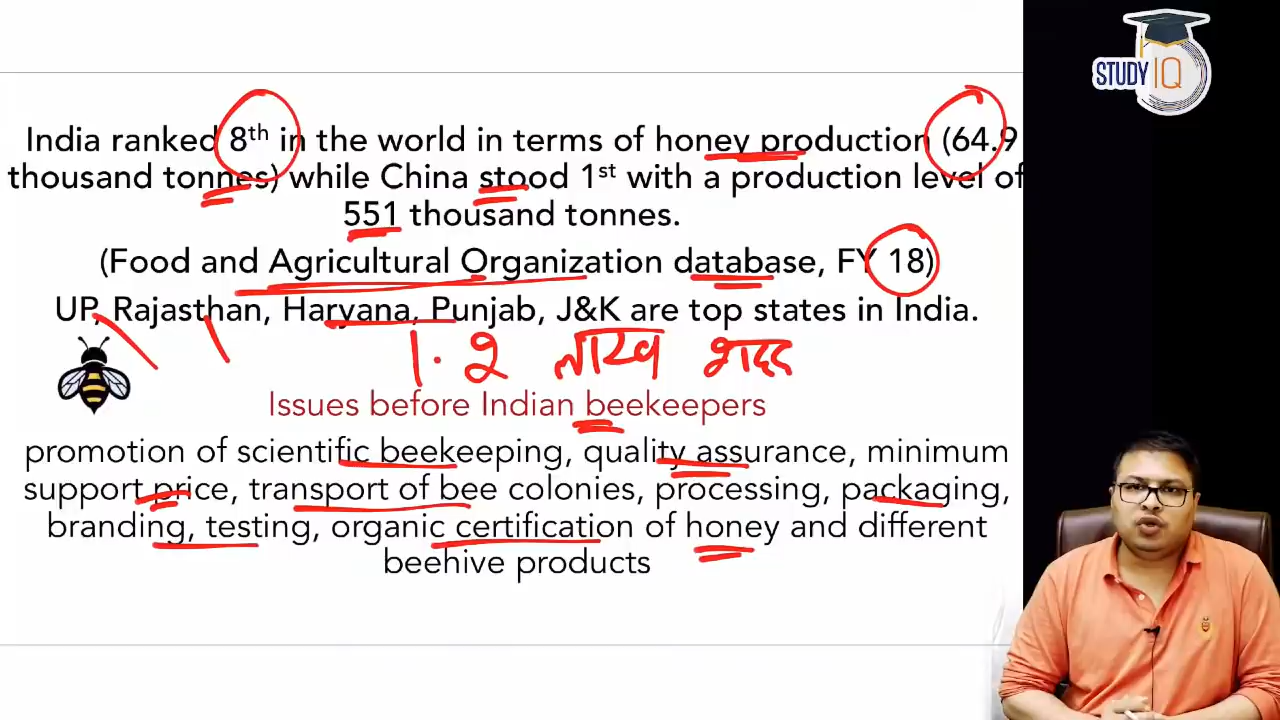 STUDY IQ
India ranked 8th in the world in terms of honey production (64.9
thousand tonnes) while China stood 1st with a production level of
551 thousand tonnes.
(Food and Agricultural Organization database, FY 18)
UP, Rajasthan, Haryana, Punjab, J&K are top states in India.
1.2 लाख शहद
Issues before Indian beekeepers
promotion of scientific beekeeping, quality assurance, minimum
support price, transport of bee colonies, processing, packaging,
branding, testing, organic certification of honey and different
beehive products